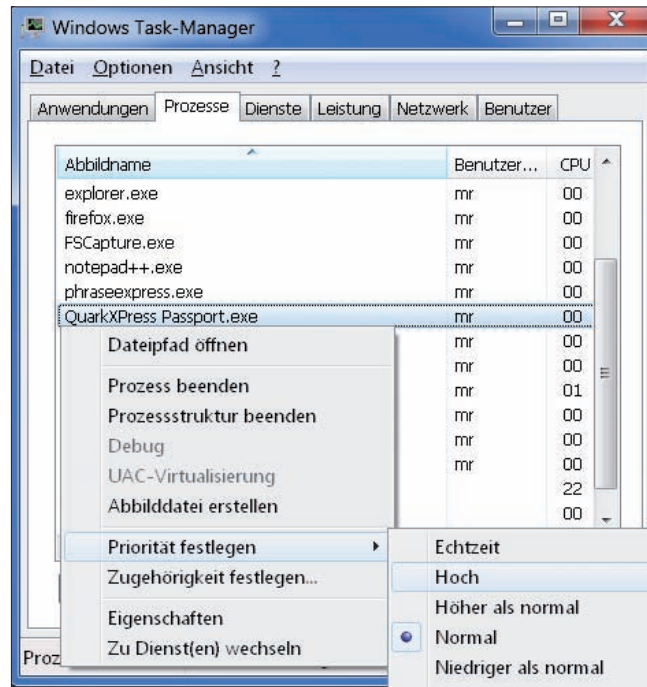 Windows Task-Manager
Datei Optionen Ansicht ?
Anwendungen Prozesse Dienste Leistung Netzwerk Benutzer
Abbildname Benutzer... CPU
explorer.exe mr 00
firefox.exe mr 00
FSCapture.exe mr 00
notepad++.exe mr 00
phraseexpress.exe mr 00
QuarkXPress Passport.exe mr 00
mr 00
mr 00
mr 01
mr 00
mr 00
mr 00
22
00
Dateipfad öffnen
Prozess beenden
Prozessstruktur beenden
Debug
UAC-Virtualisierung
Abbilddatei erstellen
Priorität festlegen
Zugehörigkeit festlegen...
Eigenschaften
Zu Dienst(en) wechseln
Echtzeit
Hoch
Höher als normal
Normal
Niedriger als normal
Proz